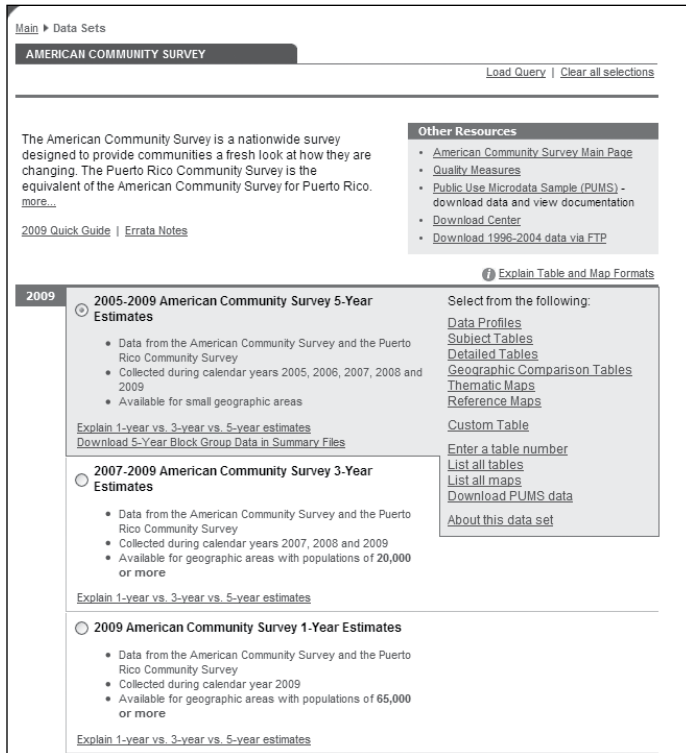 Main ▶ Data Sets
AMERICAN COMMUNITY SURVEY
Load Query | Clear all selections
The American Community Survey is a nationwide survey
designed to provide communities a fresh look at how they are
changing. The Puerto Rico Community Survey is the
equivalent of the American Community Survey for Puerto Rico.
more...
2009 Quick Guide | Errata Notes
Other Resources
• American Community Survey Main Page
• Quality Measures
• Public Use Microdata Sample (PUMS) -
download data and view documentation
• Download Center
• Download 1996-2004 data via FTP
i Explain Table and Map Formats
2009
2005-2009 American Community Survey 5-Year
Estimates
• Data from the American Community Survey and the Puerto
Rico Community Survey
• Collected during calendar years 2005, 2006, 2007, 2008 and
2009
• Available for small geographic areas
Explain 1-year vs. 3-year vs. 5-year estimates
Download 5-Year Block Group Data in Summary Files
Select from the following:
Data Profiles
Subject Tables
Detailed Tables
Geographic Comparison Tables
Thematic Maps
Reference Maps
Custom Table
Enter a table number
List all tables
List all maps
Download PUMS data
About this data set
2007-2009 American Community Survey 3-Year
Estimates
• Data from the American Community Survey and the Puerto
Rico Community Survey
• Collected during calendar years 2007, 2008 and 2009
• Available for geographic areas with populations of 20,000
or more
Explain 1-year vs. 3-year vs. 5-year estimates
2009 American Community Survey 1-Year Estimates
• Data from the American Community Survey and the Puerto
Rico Community Survey
• Collected during calendar year 2009
• Available for geographic areas with populations of 65,000
or more
Explain 1-year vs. 3-year vs. 5-year estimates